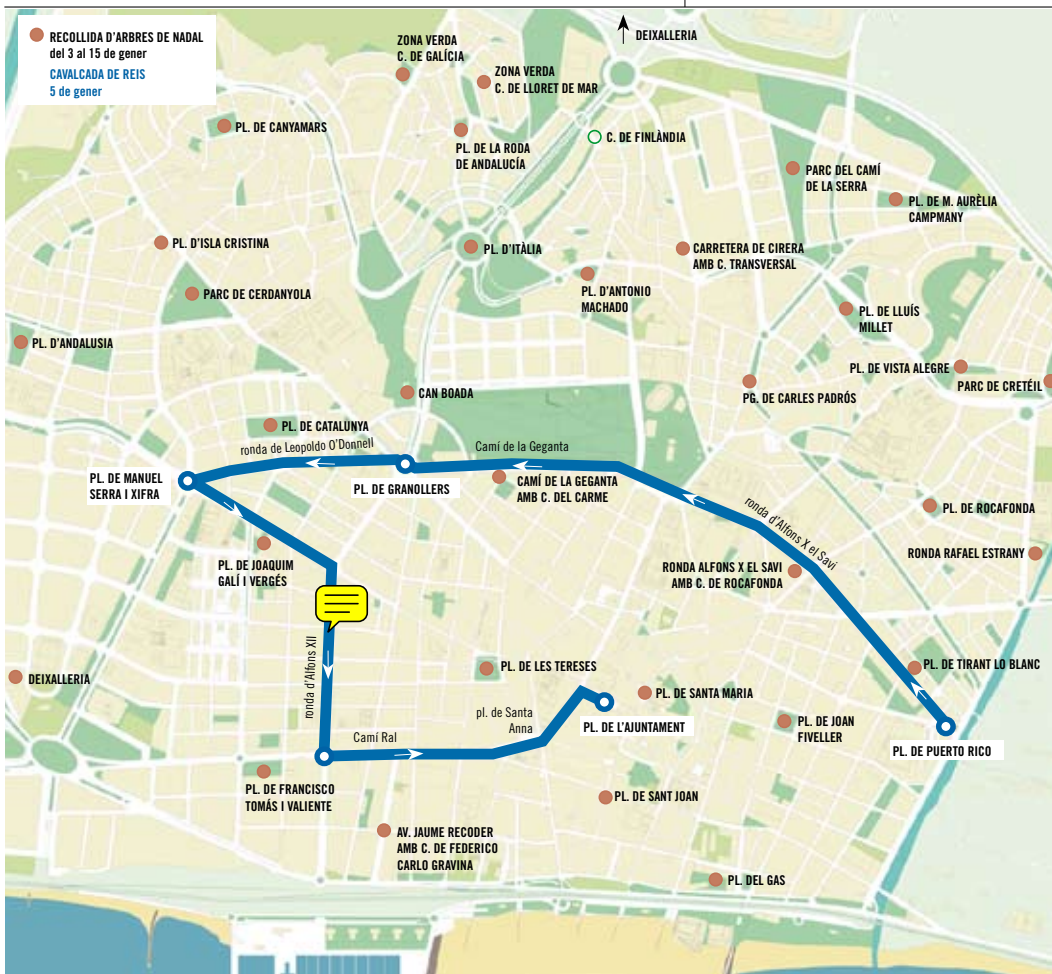 RECOLLIDA D'ARBRES DE NADAL
del 3 al 15 de gener
CAVALCADA DE REIS
5 de gener
DEIXALLERIA
ZONA VERDA
C. DE GALÍCIA
ZONA VERDA
C. DE LLORET DE MAR
PL. DE CANYAMARS
PL. DE LA RODA
DE ANDALUCÍA
C. DE FINLÀNDIA
PARC DEL CAMÍ
DE LA SERRA
PL. DE M. AURÈLIA
CAMPMANY
PL. D'ISLA CRISTINA
PL. D'ITÀLIA
CARRETERA DE CIRERA
AMB C. TRANSVERSAL
PARC DE CERDANYOLA
PL. D'ANTONIO
MACHADO
PL. DE LLUÍS
MILLET
PL. D'ANDALUSIA
PL. DE VISTA ALEGRE
PARC DE CRETÉIL
CAN BOADA
PG. DE CARLES PADRÓS
PL. DE CATALUNYA
ronda de Leopoldo O'Donnell
Camí de la Geganta
PL. DE MANUEL
SERRA I XIFRA
PL. DE GRANOLLERS
CAMÍ DE LA GEGANTA
AMB C. DEL CARME
ronda d'Alfons X el Savi
PL. DE ROCAFONDA
RONDA RAFAEL ESTRANY
PL. DE JOAQUIM
GALÍ I VERGÉS
RONDA ALFONS X EL SAVI
AMB C. DE ROCAFONDA
ronda d'Alfons XII
DEIXALLERIA
PL. DE LES TERESES
PL. DE TIRANT LO BLANC
PL. DE SANTA MARIA
pl. de Santa
Anna
PL. DE L'AJUNTAMENT
PL. DE JOAN
FIVELLER
PL. DE PUERTO RICO
Camí Ral
PL. DE FRANCISCO
TOMÁS I VALIENTE
PL. DE SANT JOAN
AV. JAUME RECODER
AMB C. DE FEDERICO
CARLO GRAVINA
PL. DEL GAS